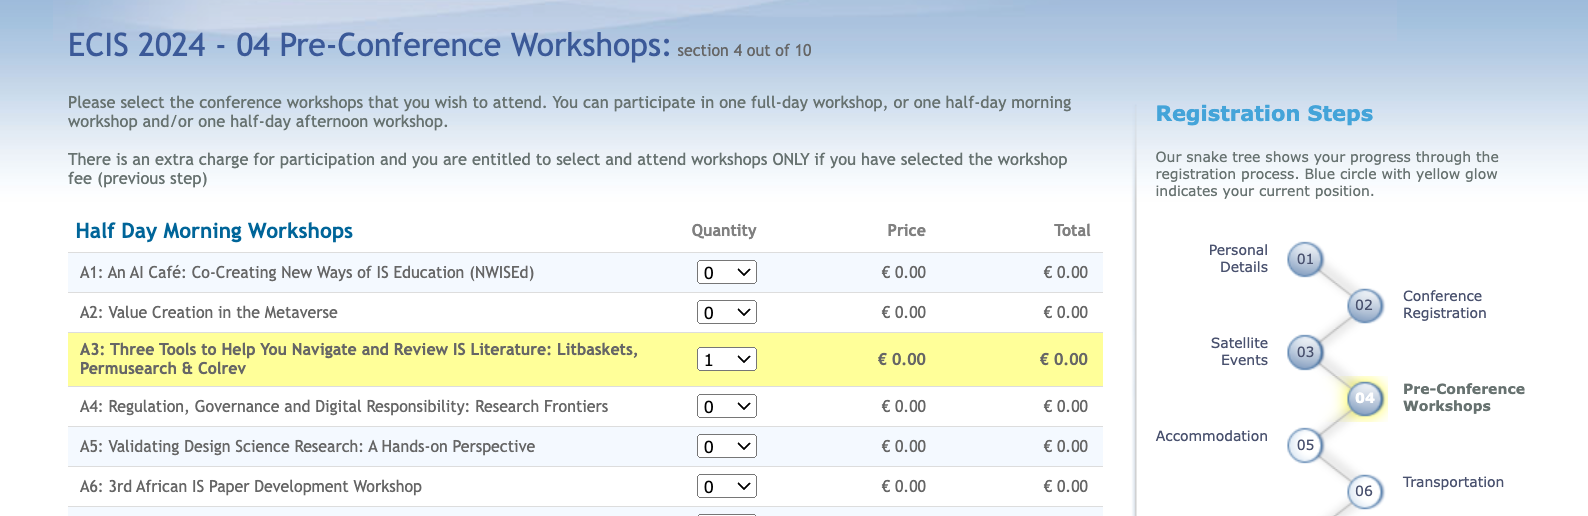 ECIS 2024 - 04 Pre-Conference Workshops: section 4 out of 10
Please select the conference workshops that you wish to attend. You can participate in one full-day workshop, or one half-day morning
workshop and/or one half-day afternoon workshop.
There is an extra charge for participation and you are entitled to select and attend workshops ONLY if you have selected the workshop
fee (previous step)
Half Day Morning Workshops Quantity Price Total
A1: An AI Café: Co-Creating New Ways of IS Education (NWISEd) 0 € 0.00 € 0.00
A2: Value Creation in the Metaverse 0 € 0.00 € 0.00
A3: Three Tools to Help You Navigate and Review IS Literature: Litbaskets,
Permusearch & Colrev 1 € 0.00 € 0.00
A4: Regulation, Governance and Digital Responsibility: Research Frontiers 0 € 0.00 € 0.00
A5: Validating Design Science Research: A Hands-on Perspective 0 € 0.00 € 0.00
A6: 3rd African IS Paper Development Workshop 0 € 0.00 € 0.00
Registration Steps
Our snake tree shows your progress through the
registration process. Blue circle with yellow glow
indicates your current position.
Personal
Details 01
02 Conference
Registration
Satellite
Events 03
04 Pre-Conference
Workshops
Accommodation 05
06 Transportation